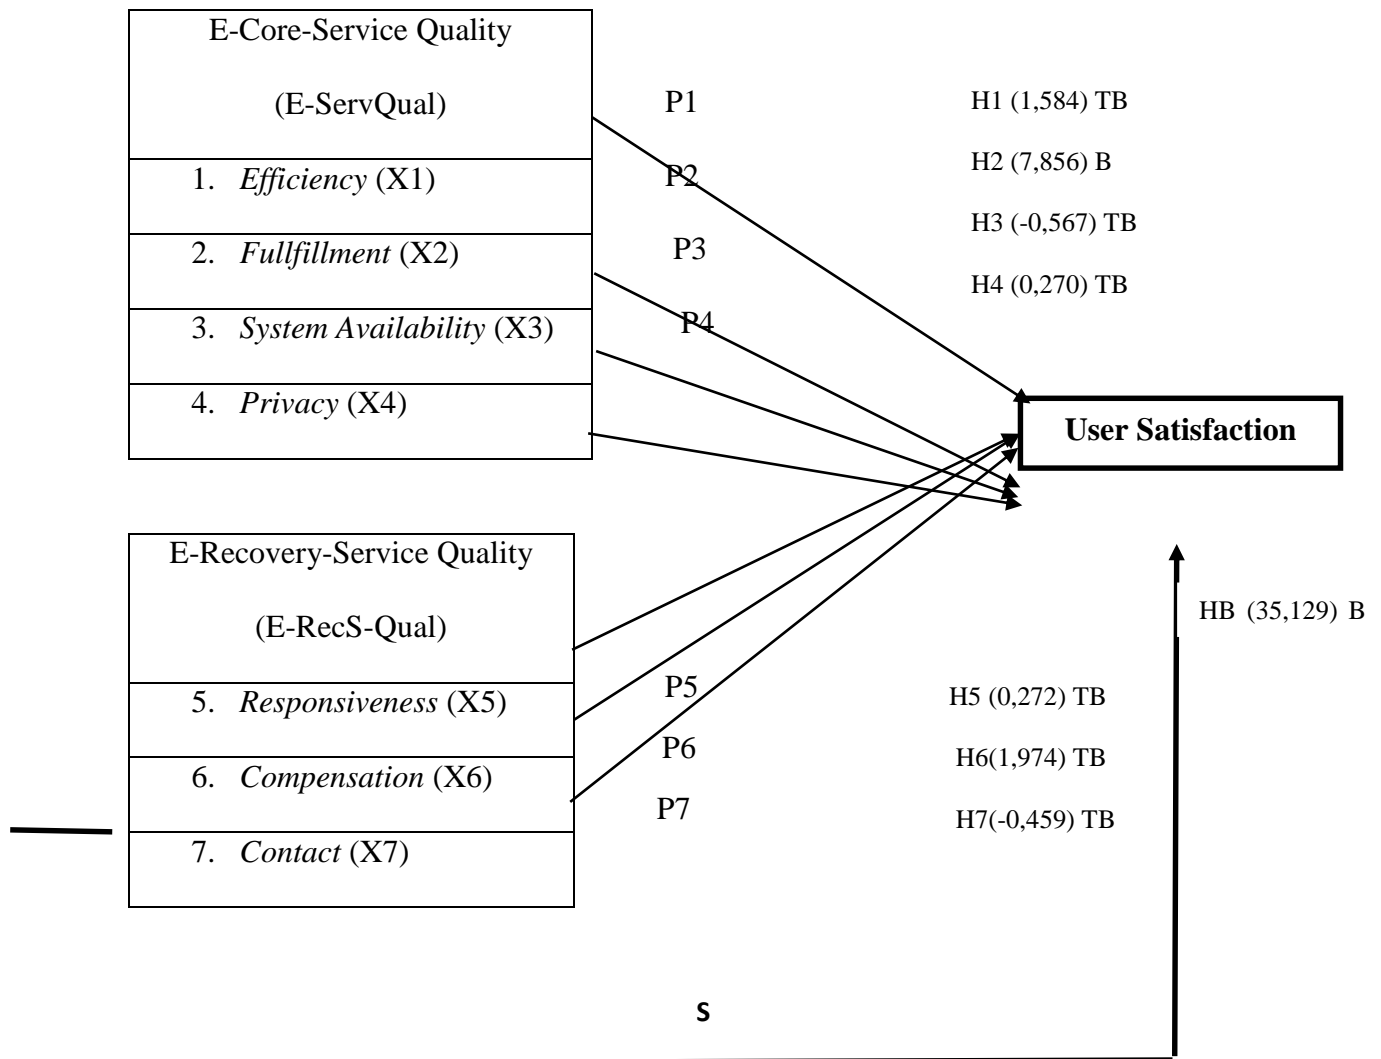 E-Core-Service Quality
(E-ServQual)
1. Efficiency (X1)
2. Fullfillment (X2)
3. System Availability (X3)
4. Privacy (X4)
P1
P2
P3
P4
H1 (1,584) TB
H2 (7,856) B
H3 (-0,567) TB
H4 (0,270) TB
User Satisfaction
E-Recovery-Service Quality
(E-RecS-Qual)
5. Responsiveness (X5)
6. Compensation (X6)
7. Contact (X7)
P5
P6
P7
H5 (0,272) TB
H6(1,974) TB
H7(-0,459) TB
HB (35,129) B
S